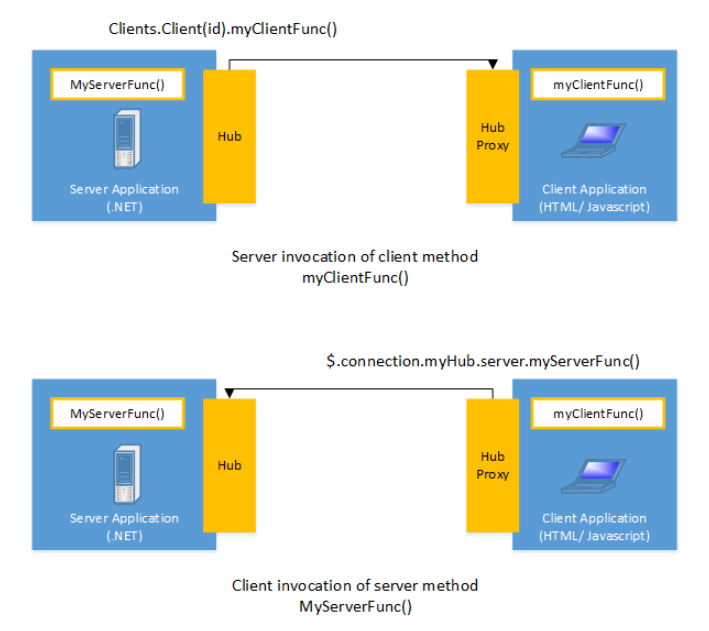 Clients.Client(id).myClientFunc()
MyServerFunc()
Hub
Server Application
(.NET)
Hub
Proxy
myClientFunc()
Client Application
(HTML/ Javascript)
Server invocation of client method
myClientFunc()
$.connection.myHub.server.myServerFunc()
MyServerFunc()
Hub
Server Application
(.NET)
Hub
Proxy
myClientFunc()
Client Application
(HTML/ Javascript)
Client invocation of server method
MyServerFunc()